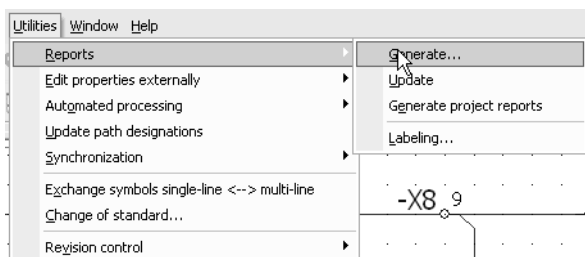 Utilities Window Help
Reports
Edit properties externally
Automated processing
Update path designations
Synchronization
Exchange symbols single-line <--> multi-line
Change of standard...
Revision control
Generate...
Update
Generate project reports
Labeling...
-X8 9